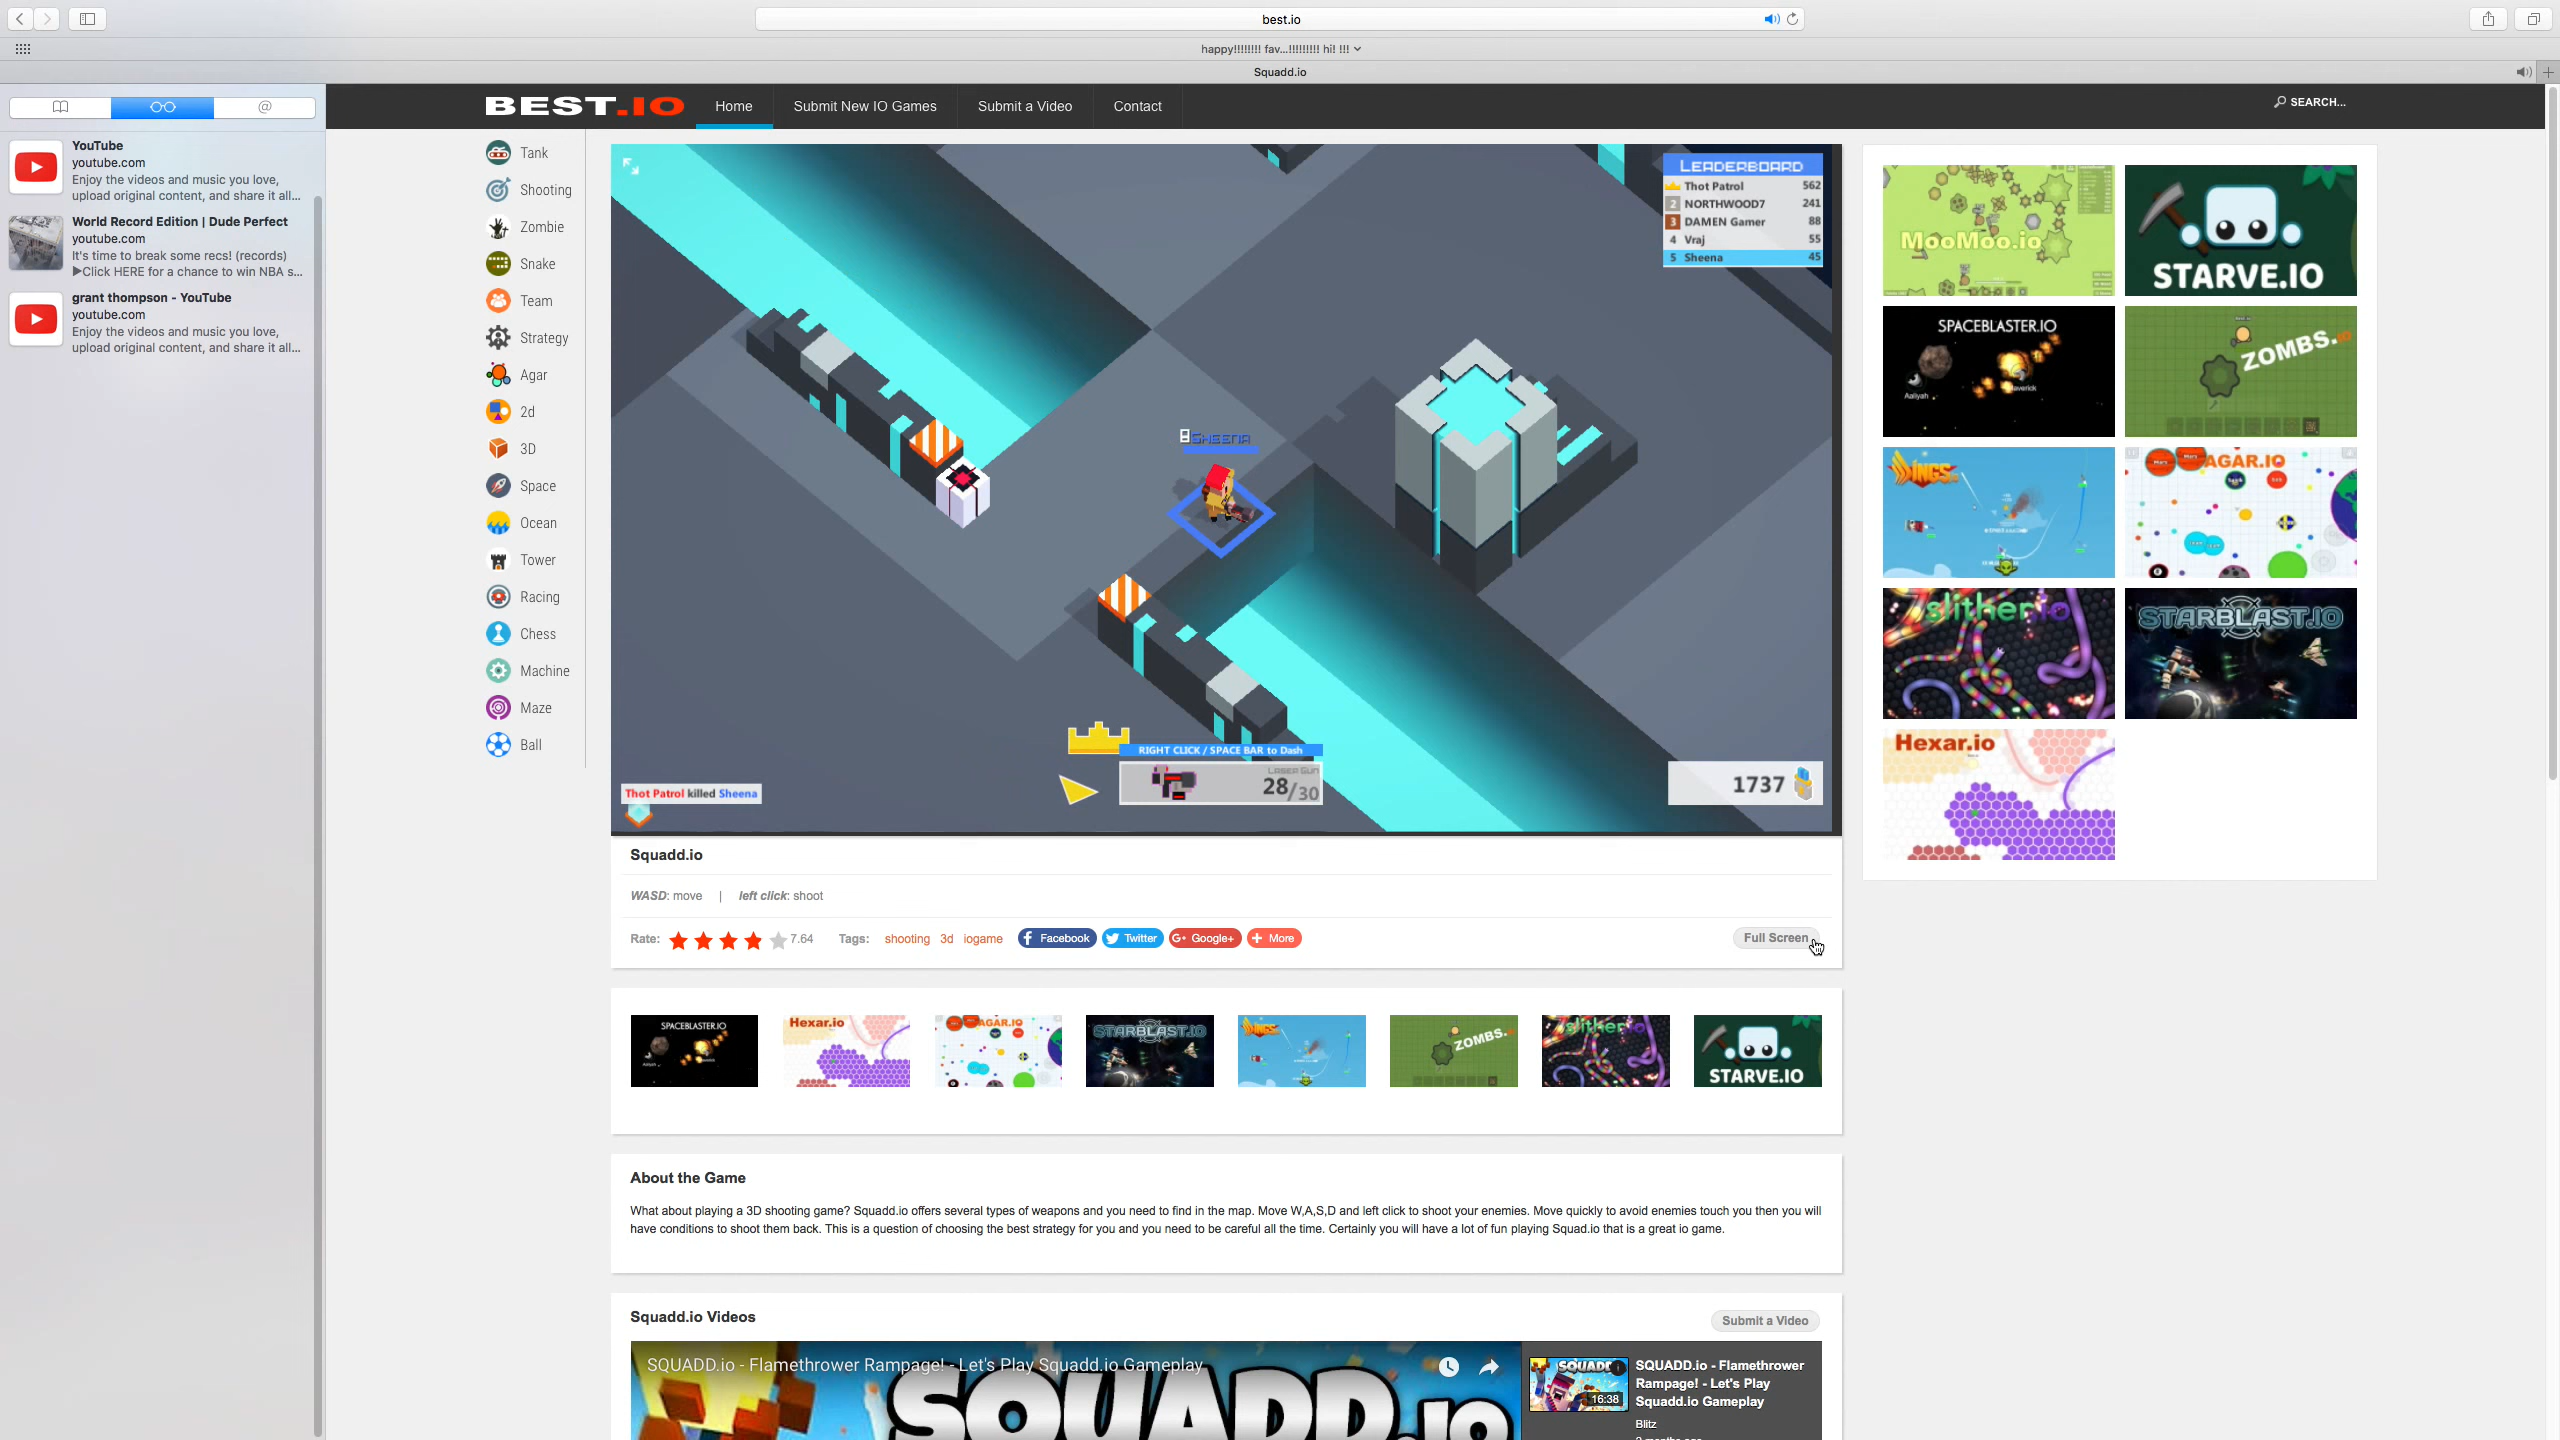 best.io
happy!!!!!!!! fav...!!!!!!!!! hi! !!!
Squadd.io
@
YouTube
youtube.com
Enjoy the videos and music you love,
upload original content, and share it all...
World Record Edition | Dude Perfect
youtube.com
It's time to break some recs! (records)
▶Click HERE for a chance to win NBA s...
grant thompson - YouTube
youtube.com
Enjoy the videos and music you love,
upload original content, and share it all...
BEST.IO
Home
Submit New IO Games
Submit a Video
Contact
SEARCH...
Tank
Shooting
Zombie
Snake
Team
Strategy
Agar
2d
3D
Space
Ocean
Tower
Racing
Chess
Machine
Maze
Ball
LEADERBOARD
Thot Patrol 562
2 NORTHWOOD7 241
3 DAMEN Gamer 88
4 Vraj 55
5 Sheena 45
SHEENA
RIGHT CLICK / SPACE BAR to Dash
LASER GUN
28/30
Thot Patrol killed Sheena
1737
MooMoo.io
STARVE.IO
SPACEBLASTER.IO
Aaliyah
ZOMBS.io
WINGS
AGAR.IO
slither.io
STARBLAST.IO
Hexar.io
Squadd.io
WASD: move | left click: shoot
Rate: 7.64 Tags: shooting 3d iogame Facebook Twitter G+ Google+ More
Full Screen
SPACEBLASTER.IO
Hexar.io
AGAR.IO
STARBLAST.IO
WINGS
ZOMBS.
slither.io
STARVE.IO
About the Game
What about playing a 3D shooting game? Squadd.io offers several types of weapons and you need to find in the map. Move W,A,S,D and left click to shoot your enemies. Move quickly to avoid enemies touch you then you will
have conditions to shoot them back. This is a question of choosing the best strategy for you and you need to be careful all the time. Certainly you will have a lot of fun playing Squad.io that is a great io game.
Squadd.io Videos
Submit a Video
SQUADD.io - Flamethrower Rampage! - Let's Play Squadd.io Gameplay
SQUADD.IO
16:38
SQUADD.io - Flamethrower
Rampage! - Let's Play
Squadd.io Gameplay
Blitz